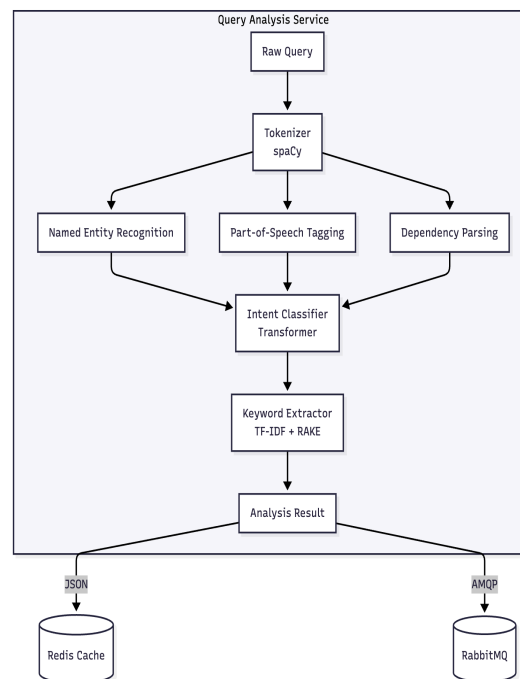 Query Analysis Service
Raw Query
Tokenizer
spaCy
Named Entity Recognition
Part-of-Speech Tagging
Dependency Parsing
Intent Classifier
Transformer
Keyword Extractor
TF-IDF + RAKE
Analysis Result
JSON
AMQP
Redis Cache
RabbitMQ